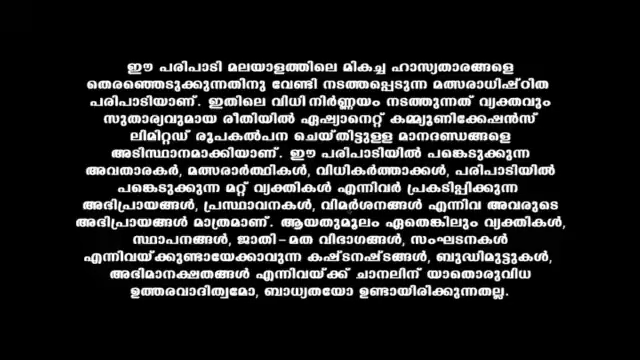 ഈ പരിപാടി മലയാളത്തിലെ മികച്ച ഹാസ്യതാരങ്ങളെ
തെരഞ്ഞെടുക്കുന്നതിനു വേണ്ടി നടത്തപ്പെടുന്ന മത്സരാധിഷ്ഠിത
പരിപാടിയാണ്. ഇതിലെ വിധി നിർണ്ണയം നടത്തുന്നത് വ്യക്തവും
സുതാര്യവുമായ രീതിയിൽ ഏഷ്യാനെറ്റ് കമ്മ്യൂണിക്കേഷൻസ്
ലിമിറ്റഡ് രൂപകൽപന ചെയ്തിട്ടുള്ള മാനദണ്ഡങ്ങളെ
അടിസ്ഥാനമാക്കിയാണ്. ഈ പരിപാടിയിൽ പങ്കെടുക്കുന്ന
അവതാരകർ, മത്സരാർത്ഥികൾ, വിധികർത്താക്കൾ, പരിപാടിയിൽ
പങ്കെടുക്കുന്ന മറ്റ് വ്യക്തികൾ എന്നിവർ പ്രകടിപ്പിക്കുന്ന
അഭിപ്രായങ്ങൾ, പ്രസ്ഥാവനകൾ, വിമർശനങ്ങൾ എന്നിവ അവരുടെ
അഭിപ്രായങ്ങൾ മാത്രമാണ്. ആയതുമൂലം ഏതെങ്കിലും വ്യക്തികൾ,
സ്ഥാപനങ്ങൾ, ജാതി-മത വിഭാഗങ്ങൾ, സംഘടനകൾ
എന്നിവയ്ക്കുണ്ടായേക്കാവുന്ന കഷ്ടനഷ്ടങ്ങൾ, ബുദ്ധിമുട്ടുകൾ,
അഭിമാനക്ഷതങ്ങൾ എന്നിവയ്ക്ക് ചാനലിന് യാതൊരുവിധ
ഉത്തരവാദിത്വമോ, ബാധ്യതയോ ഉണ്ടായിരിക്കുന്നതല്ല.